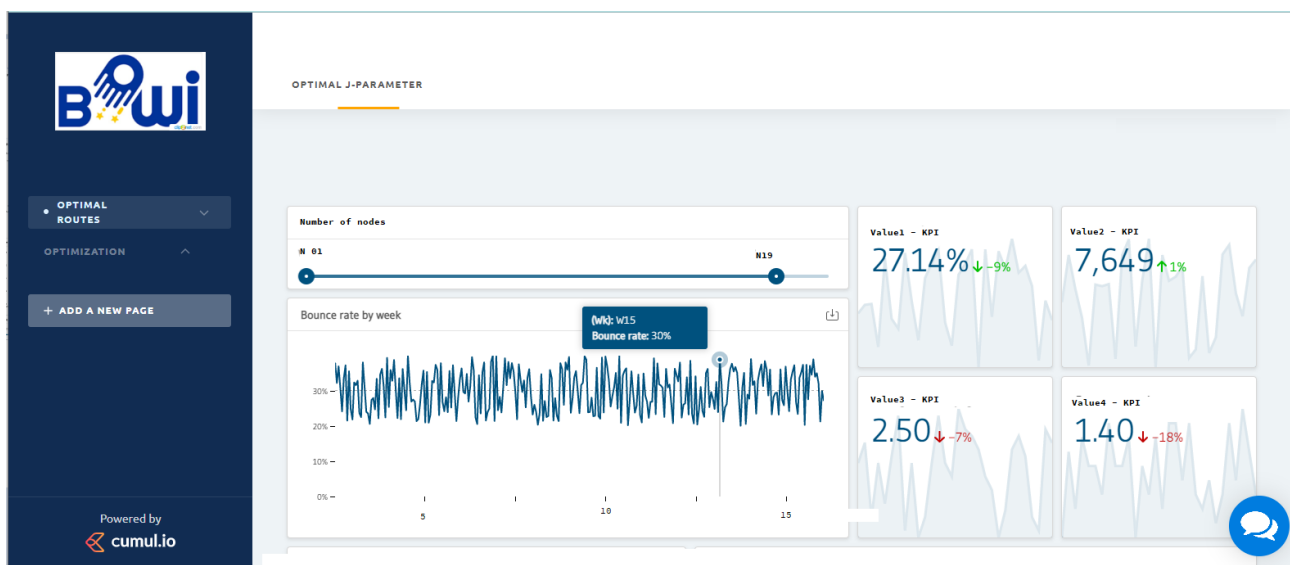 BOWI
OPTIMAL J-PARAMETER
OPTIMAL
ROUTES
OPTIMIZATION
+ ADD A NEW PAGE
Powered by
cumul.io
Number of nodes
N 01
N19
Bounce rate by week
(Wk): W15
Bounce rate: 30%
30%
20%
10%
0%
5
10
15
Value1 - KPI
27.14% -9%
Value2 - KPI
7,649 1%
Value3 - KPI
2.50 -7%
Value4 - KPI
1.40 -18%